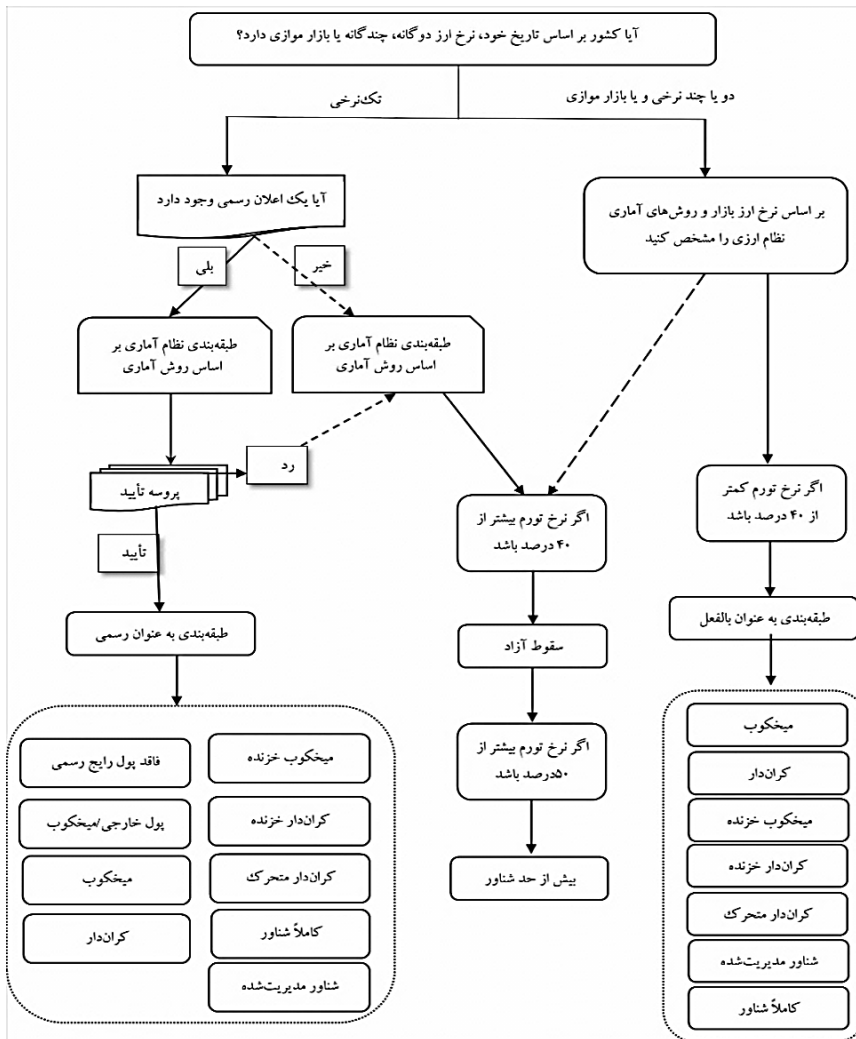 آیا کشور بر اساس تاریخ خود، نرخ ارز دوگانه، چندگانه یا بازار موازی دارد؟
دو یا چند نرخی و یا بازار موازی
تک‌نرخی
آیا یک اعلان رسمی وجود دارد
بر اساس نرخ ارز بازار و روش‌های آماری
نظام ارزی را مشخص کنید
بلی
خیر
طبقه‌بندی نظام آماری بر
اساس روش آماری
طبقه‌بندی نظام آماری بر
اساس روش آماری
رد
پروسه تأیید
تأیید
اگر نرخ تورم کمتر
از ۴۰ درصد باشد
اگر نرخ تورم بیشتر از
۴۰ درصد باشد
طبقه‌بندی به عنوان رسمی
سقوط آزاد
طبقه‌بندی به عنوان بالفعل
اگر نرخ تورم بیشتر از
۵۰درصد باشد
بیش از حد شناور
میخکوب خزنده
کران‌دار خزنده
کران‌دار متحرک
کاملاً شناور
شناور مدیریت‌شده
فاقد پول رایج رسمی
پول خارجی/میخکوب
میخکوب
کران‌دار
میخکوب
کران‌دار
میخکوب خزنده
کران‌دار خزنده
کران‌دار متحرک
شناور مدیریت‌شده
کاملاً شناور